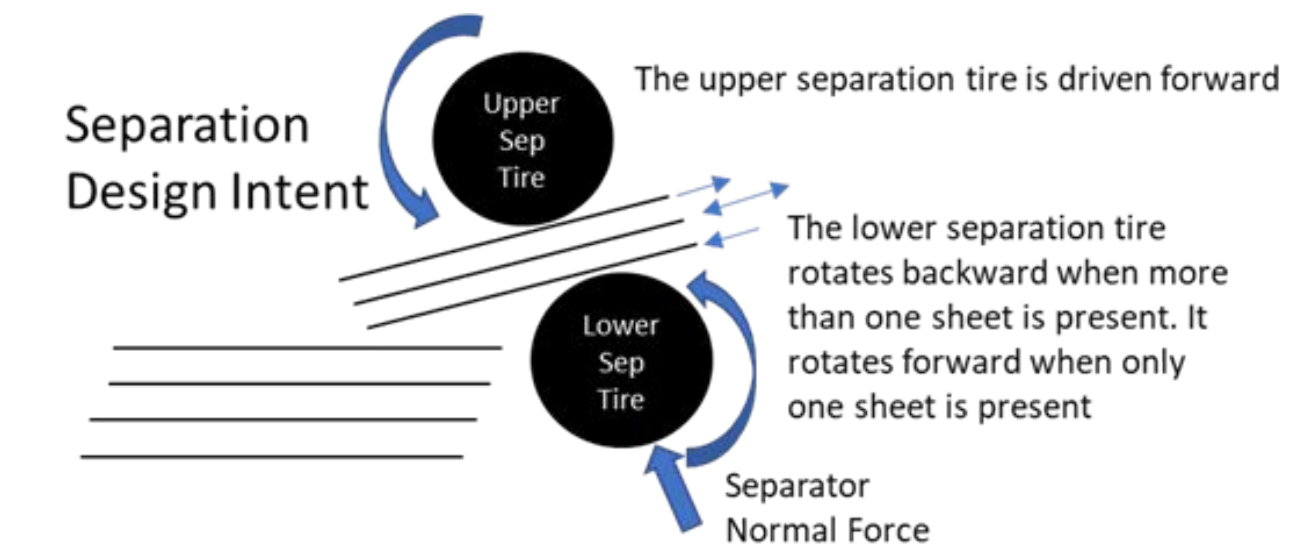 Separation
Design Intent
Upper
Sep
Tire
The upper separation tire is driven forward
The lower separation tire
rotates backward when more
than one sheet is present. It
rotates forward when only
one sheet is present
Lower
Sep
Tire
Separator
Normal Force